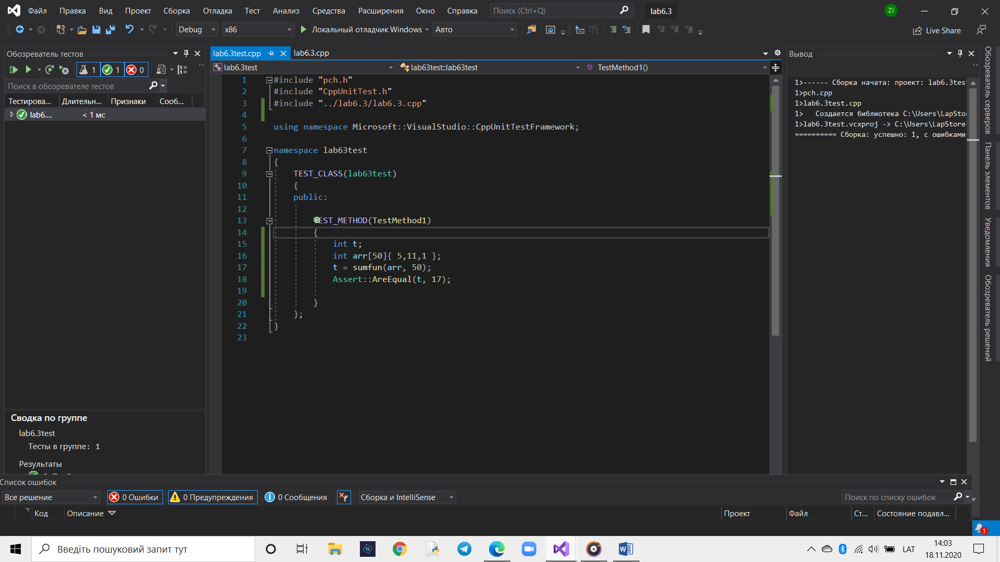 Файл Правка Вид Проект Сборка Отладка Тест Анализ Средства Расширения Окно Справка Поиск (Ctrl+Q) lab6.3 ZI
Debug x86 Локальный отладчик Windows Авто Live Share
Обозреватель тестов
1 1 0
Поиск в обозревателе тестов
Тестирова... Длительн... Признаки Сооб...
lab6.... < 1 мс
Сводка по группе
lab6.3test
Тесты в группе: 1
Результаты
lab6.3test.cpp lab6.3.cpp
lab6.3test lab63test::lab63test TestMethod1()
1 #include "pch.h"
2 #include "CppUnitTest.h"
3 #include "../lab6.3/lab6.3.cpp"
4
5 using namespace Microsoft::VisualStudio::CppUnitTestFramework;
6
7 namespace lab63test
8 {
9 TEST_CLASS(lab63test)
10 {
11 public:
12
13 TEST_METHOD(TestMethod1)
14 {
15 int t;
16 int arr[50]{ 5,11,1 };
17 t = sumfun(arr, 50);
18 Assert::AreEqual(t, 17);
19
20 }
21 };
22 }
23
Вывод
1>------ Сборка начата: проект: lab6.3tes
1>pch.cpp
1>lab6.3test.cpp
1> Создается библиотека C:\Users\LapSto
1>lab6.3test.vcxproj -> C:\Users\LapStore
========== Сборка: успешно: 1, с ошибками
Обозреватель серверов
Панель элементов
Уведомления
Обозреватель решений
Список ошибок
Все решение 0 Ошибки 0 Предупреждения 0 Сообщения Сборка и IntelliSense Поиск по списку ошибок
Код Описание Проект Файл Ст... Состояние подавл...
1
Введіть пошуковий запит тут
LAT 14:03
18.11.2020